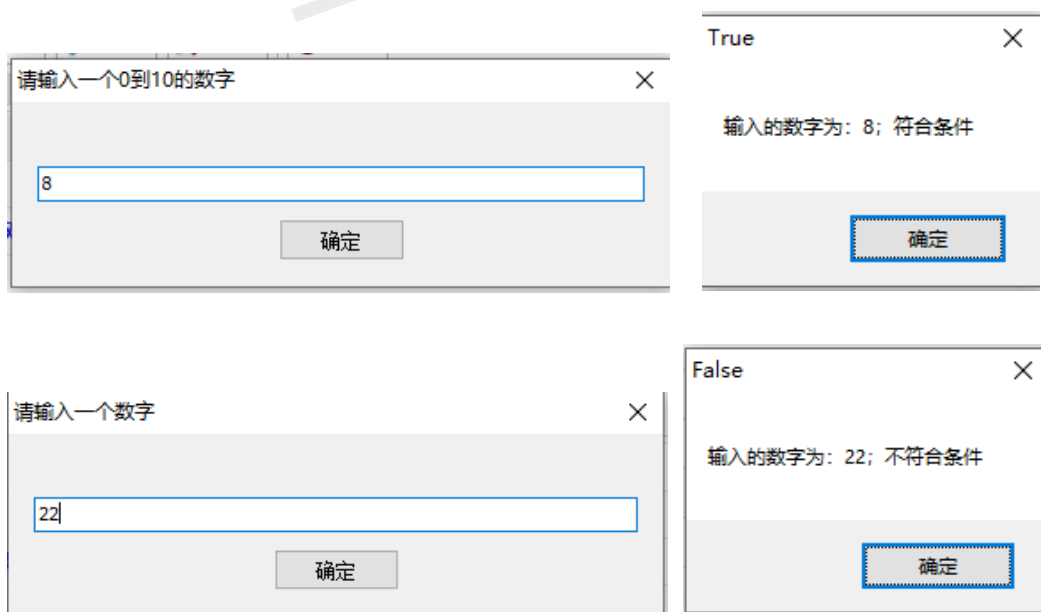 True
请输入一个0到10的数字
输入的数字为：8；符合条件
8
确定
确定
False
请输入一个数字
输入的数字为：22；不符合条件
22
确定
确定